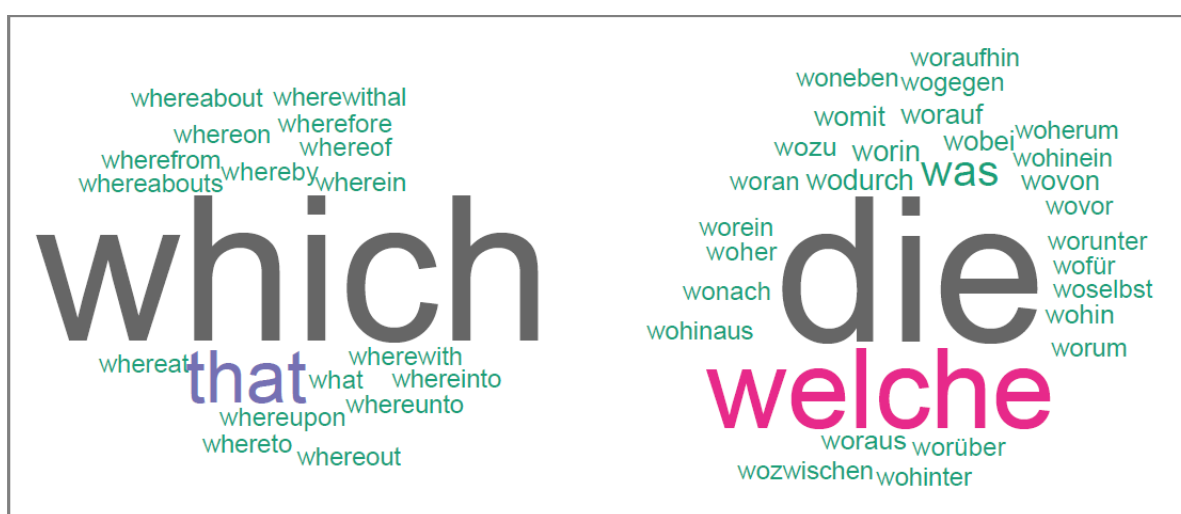 whereabout wherewithal
whereon wherefore
whereof
wherefrom whereby
whereabouts wherein
which
whereat that what wherewith
whereinto
whereupon whereunto
whereto whereout
woraufhin
woneben wogegen
womit worauf
wozu worin wobei woherum
woran wodurch was wohinein
wovon
wovor
worein
woher
wonach
wohinaus
die
worunter
wofür
woselbst
wohin
worum
welche
woraus worüber
wozwischen wohinter